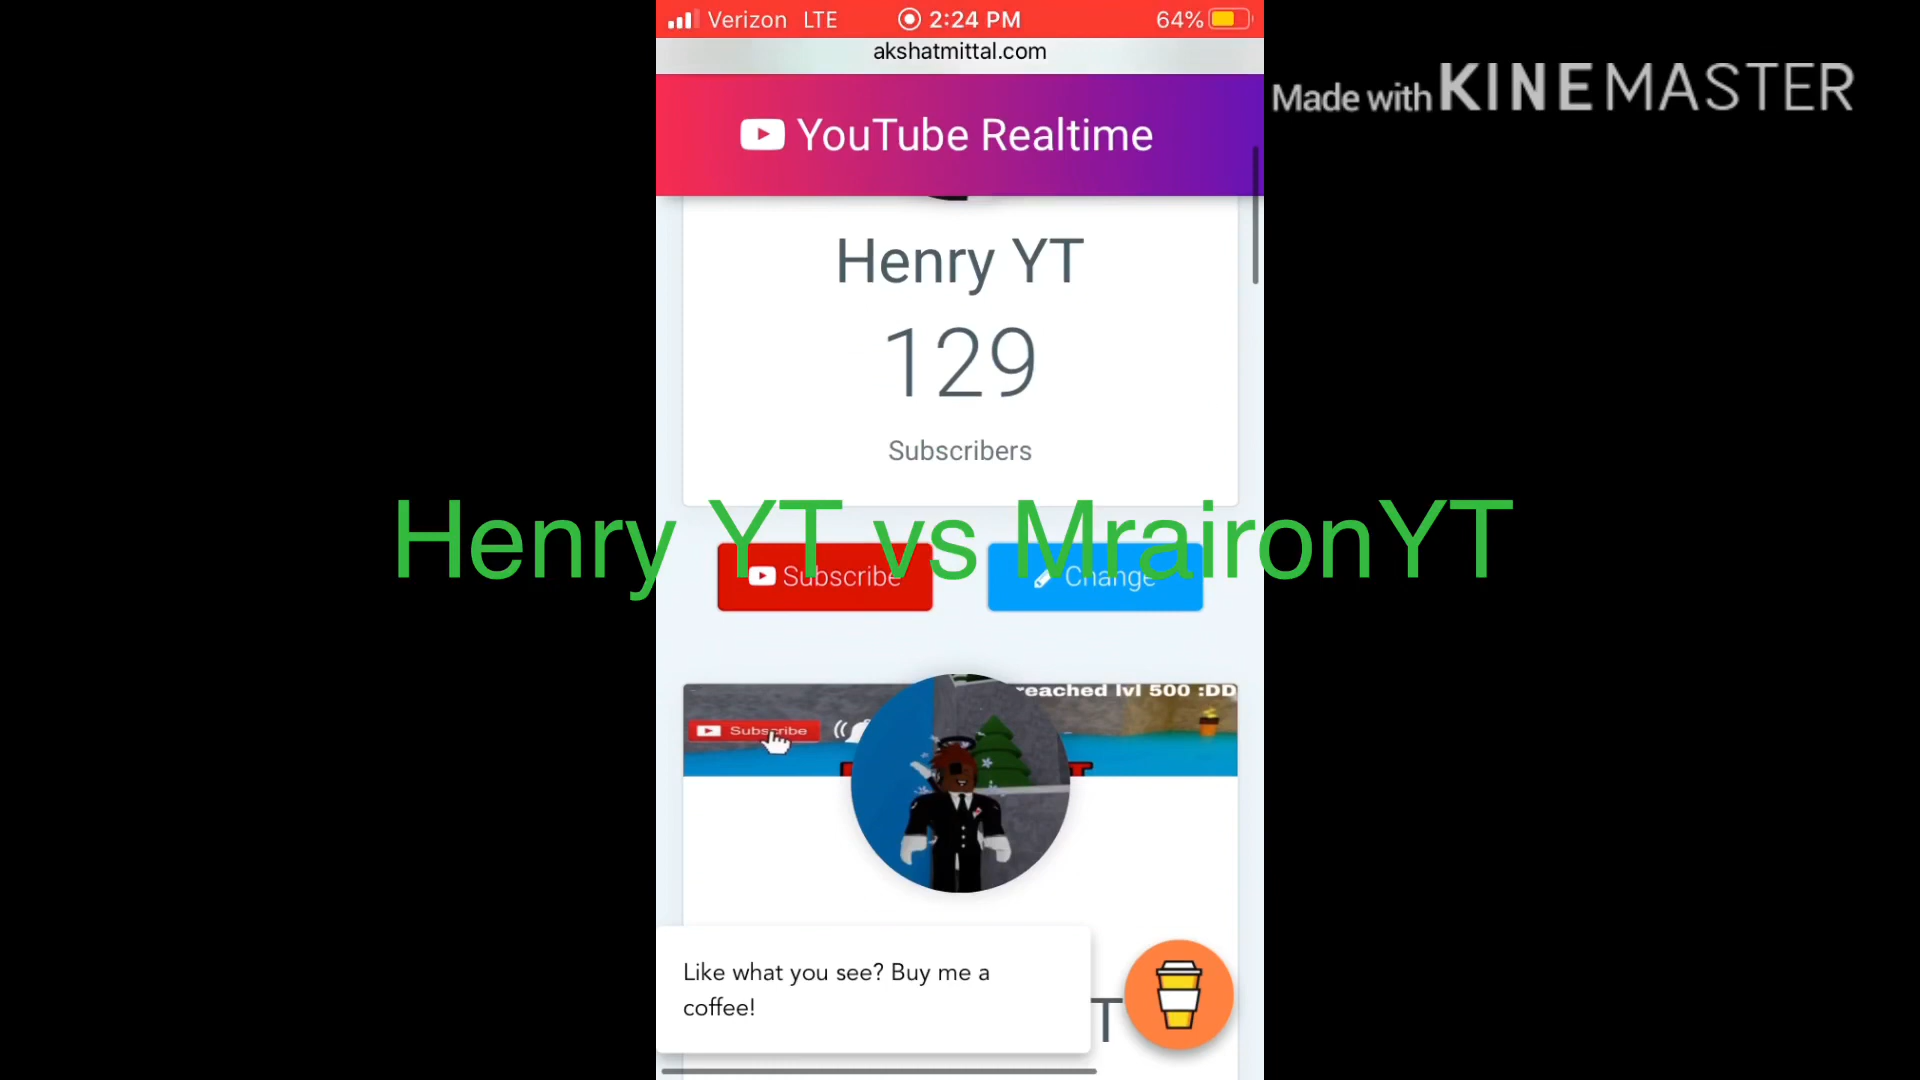 Verizon LTE 2:24 PM 64%
akshatmittal.com
Made with KINEMASTER
YouTube Realtime
Henry YT
129
Subscribers
Henry YT vs MraironYT
Subscribe Change
reached lvl 500 :DD
Subscribe
Like what you see? Buy me a
coffee!
T